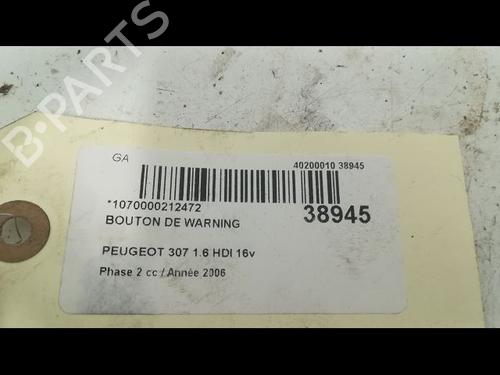 B-PARTS
GA
40200010 38945
*1070000212472
BOUTON DE WARNING
38945
PEUGEOT 307 1.6 HDI 16v
Phase 2 cc / Année 2006